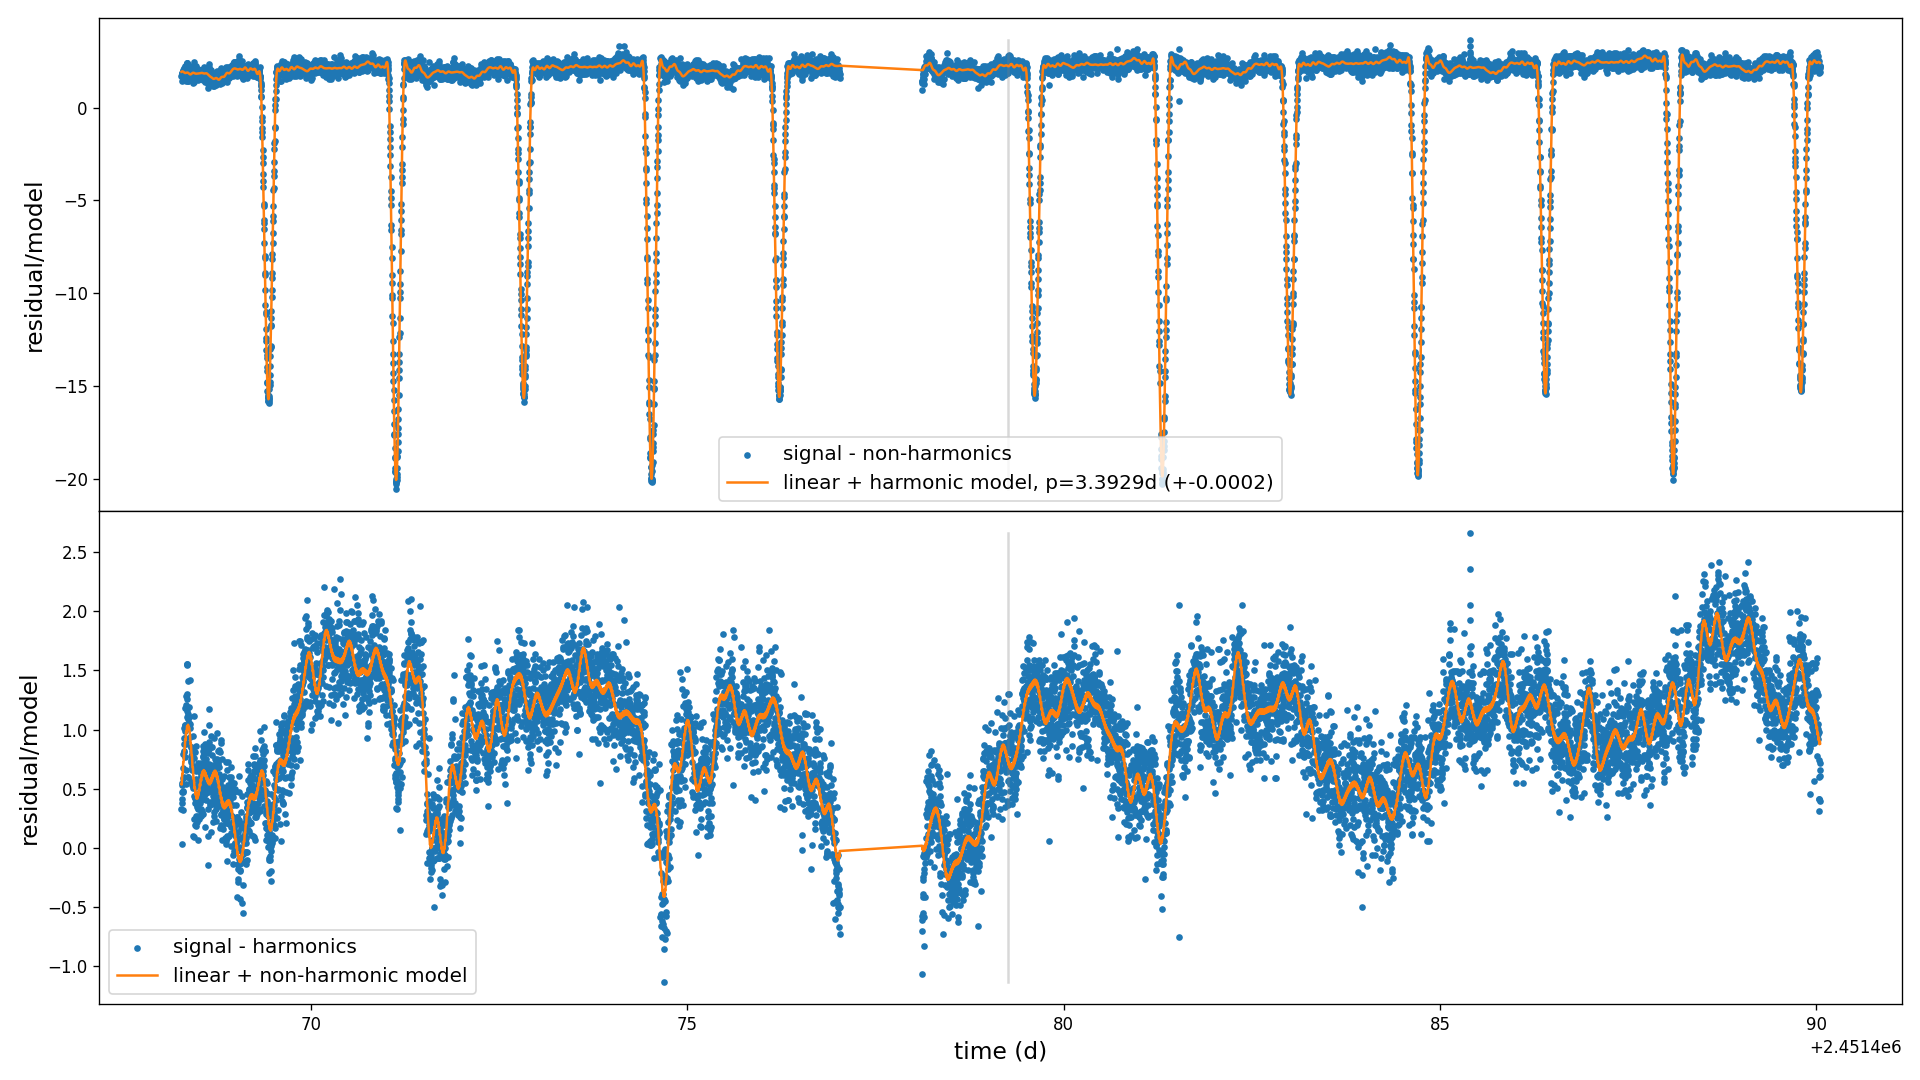 residual/model
0
−5
−10
−15
−20
signal - non-harmonics
linear + harmonic model, p=3.3929d (+-0.0002)
residual/model
2.5
2.0
1.5
1.0
0.5
0.0
−0.5
−1.0
signal - harmonics
linear + non-harmonic model
70
75
80
85
90
time (d)
+2.4514e6